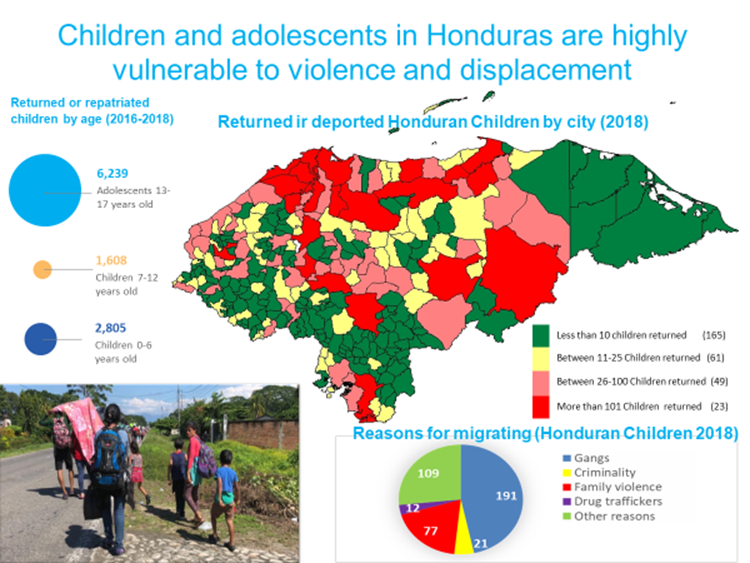 Children and adolescents in Honduras are highly
vulnerable to violence and displacement
Returned or repatriated
children by age (2016-2018)
6,239
Adolescents 13-
17 years old
1,608
Children 7-12
years old
2,805
Children 0-6
years old
Returned ir deported Honduran Children by city (2018)
Less than 10 children returned (165)
Between 11-25 Children returned (61)
Between 26-100 Children returned (49)
More than 101 Children returned (23)
Reasons for migrating (Honduran Children 2018)
109
191
12
77
21
Gangs
Criminality
Family violence
Drug traffickers
Other reasons